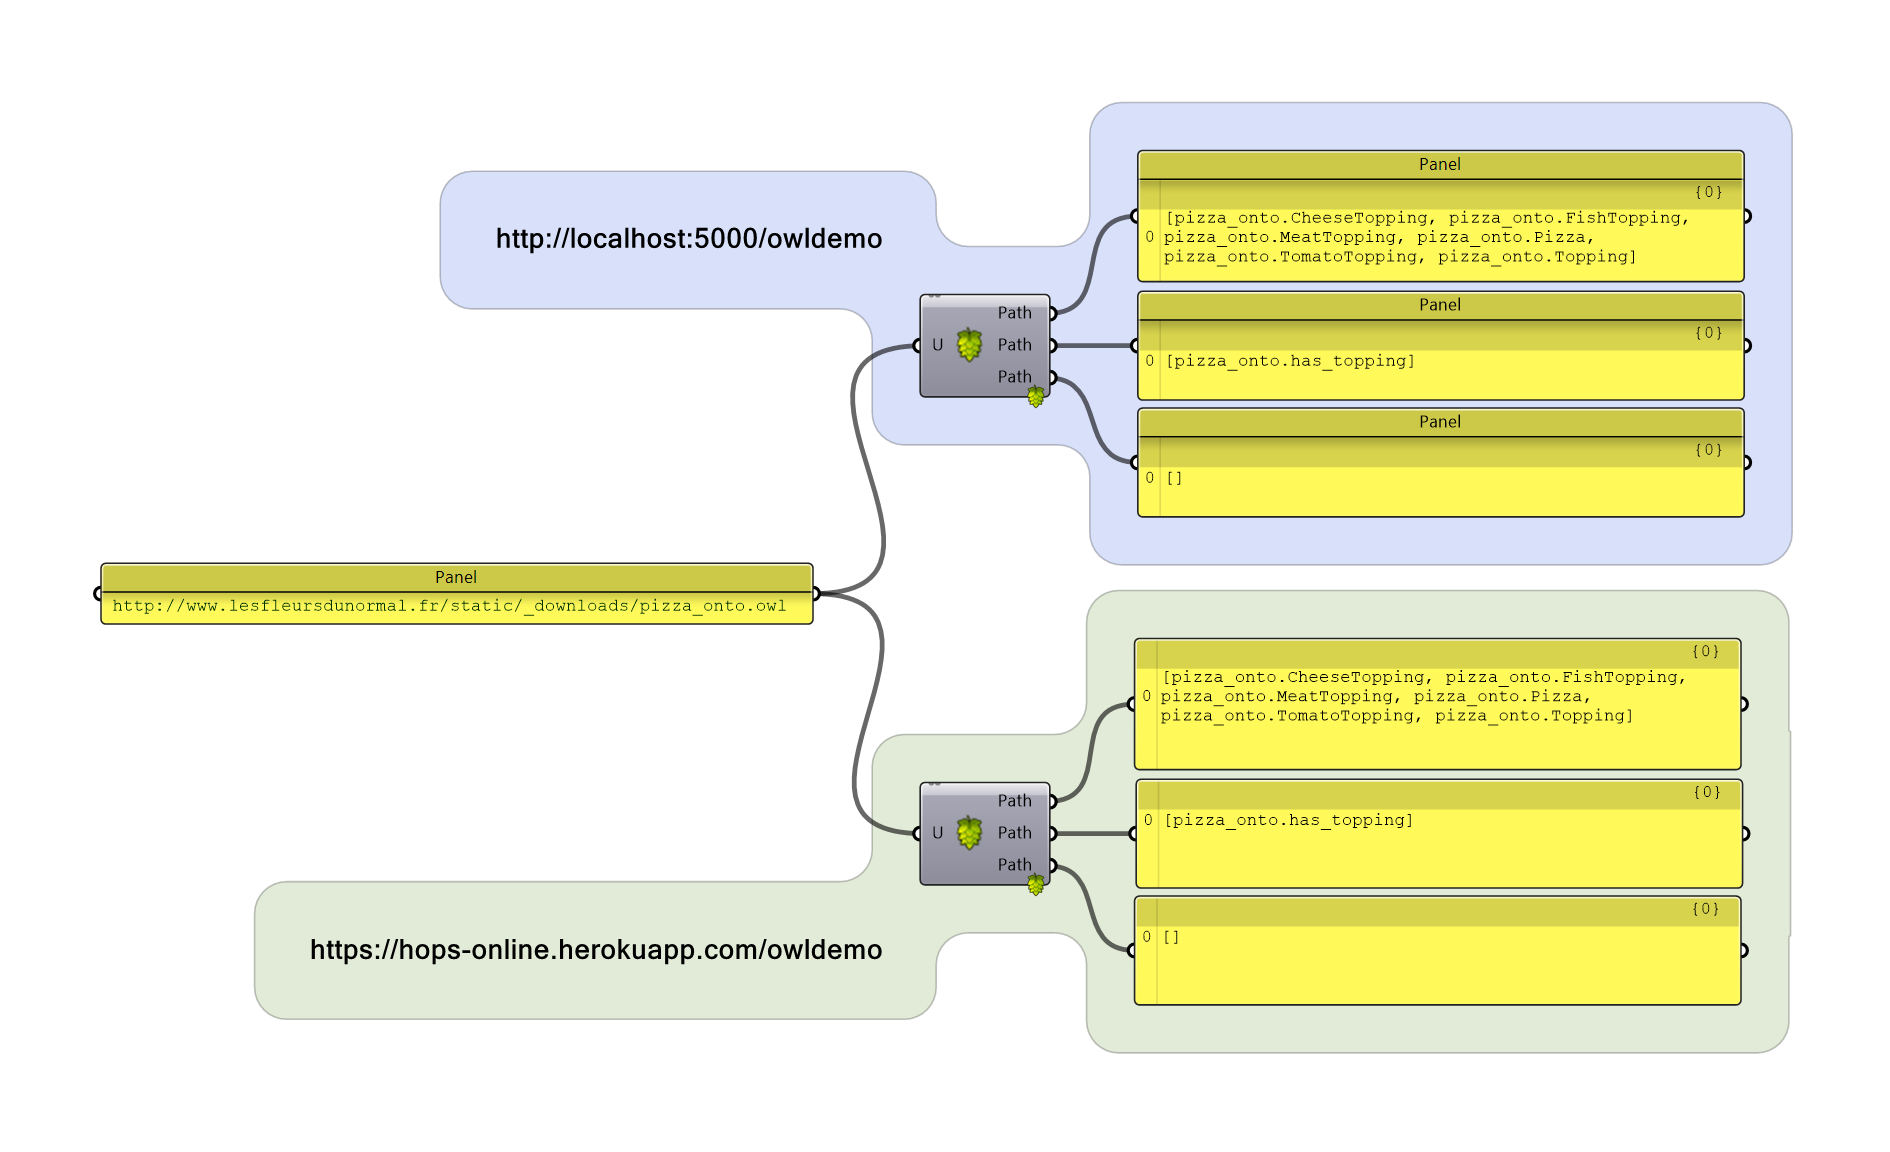 http://localhost:5000/owldemo
Panel
{0}
[pizza_onto.CheeseTopping, pizza_onto.FishTopping,
0 pizza_onto.MeatTopping, pizza_onto.Pizza,
pizza_onto.TomatoTopping, pizza_onto.Topping]
Path
U
Path
Path
Panel
{0}
0 [pizza_onto.has_topping]
Panel
{0}
0 []
Panel
http://www.lesfleursdunormal.fr/static/_downloads/pizza_onto.owl
{0}
[pizza_onto.CheeseTopping, pizza_onto.FishTopping,
0 pizza_onto.MeatTopping, pizza_onto.Pizza,
pizza_onto.TomatoTopping, pizza_onto.Topping]
Path
U
Path
Path
{0}
0 [pizza_onto.has_topping]
{0}
0 []
https://hops-online.herokuapp.com/owldemo